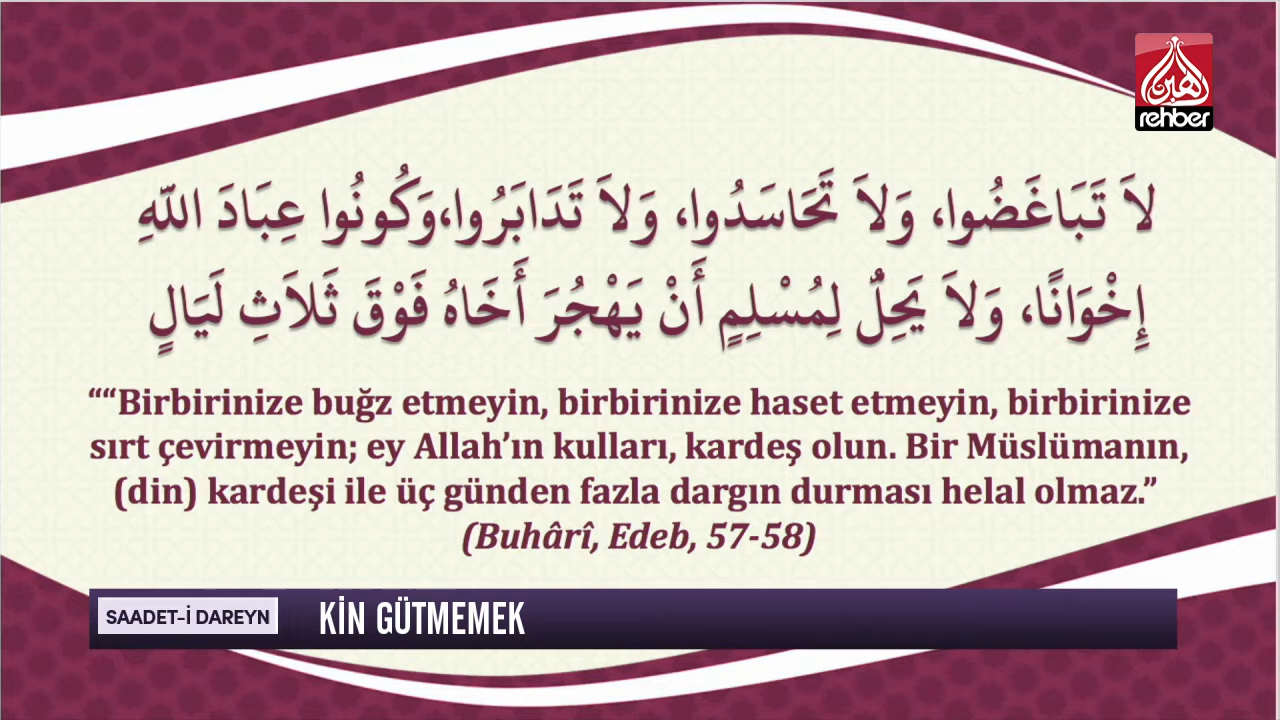 رهبر
rehber
لاَ تَبَاغَضُوا، وَلاَ تَحَاسَدُوا، وَلاَ تَدَابَرُوا،وَكُونُوا عِبَادَ اللّهِ
إِخْوَانًا، وَلاَ يَحِلُّ لِمُسْلِمٍ أَنْ يَهْجُرَ أَخَاهُ فَوْقَ ثَلاَثِ لَيَالٍ
““Birbirinize buğz etmeyin, birbirinize haset etmeyin, birbirinize
sırt çevirmeyin; ey Allah’ın kulları, kardeş olun. Bir Müslümanın,
(din) kardeşi ile üç günden fazla dargın durması helal olmaz.”
(Buhârî, Edeb, 57-58)
SAADET-İ DAREYN KİN GÜTMEMEK